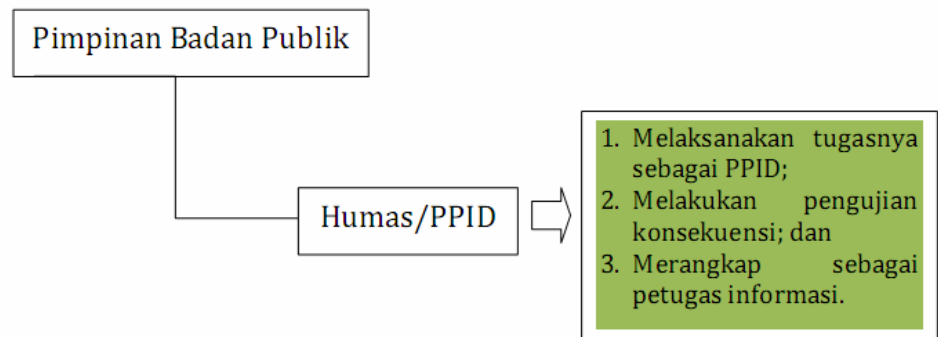 Pimpinan Badan Publik
Humas/PPID
1. Melaksanakan tugasnya
sebagai PPID;
2. Melakukan pengujian
konsekuensi; dan
3. Merangkap sebagai
petugas informasi.